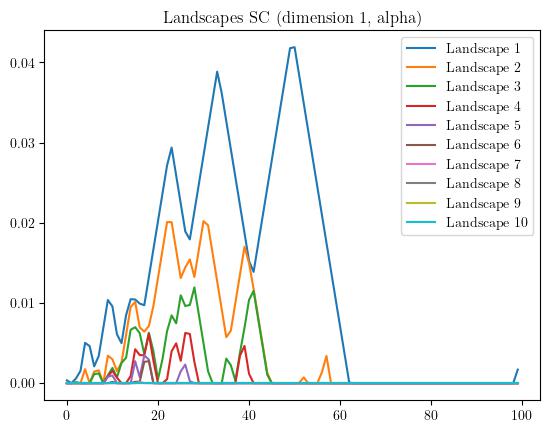 Landscapes SC (dimension 1, alpha)
Landscape 1
Landscape 2
Landscape 3
Landscape 4
Landscape 5
Landscape 6
Landscape 7
Landscape 8
Landscape 9
Landscape 10
0.04
0.03
0.02
0.01
0.00
0 20 40 60 80 100